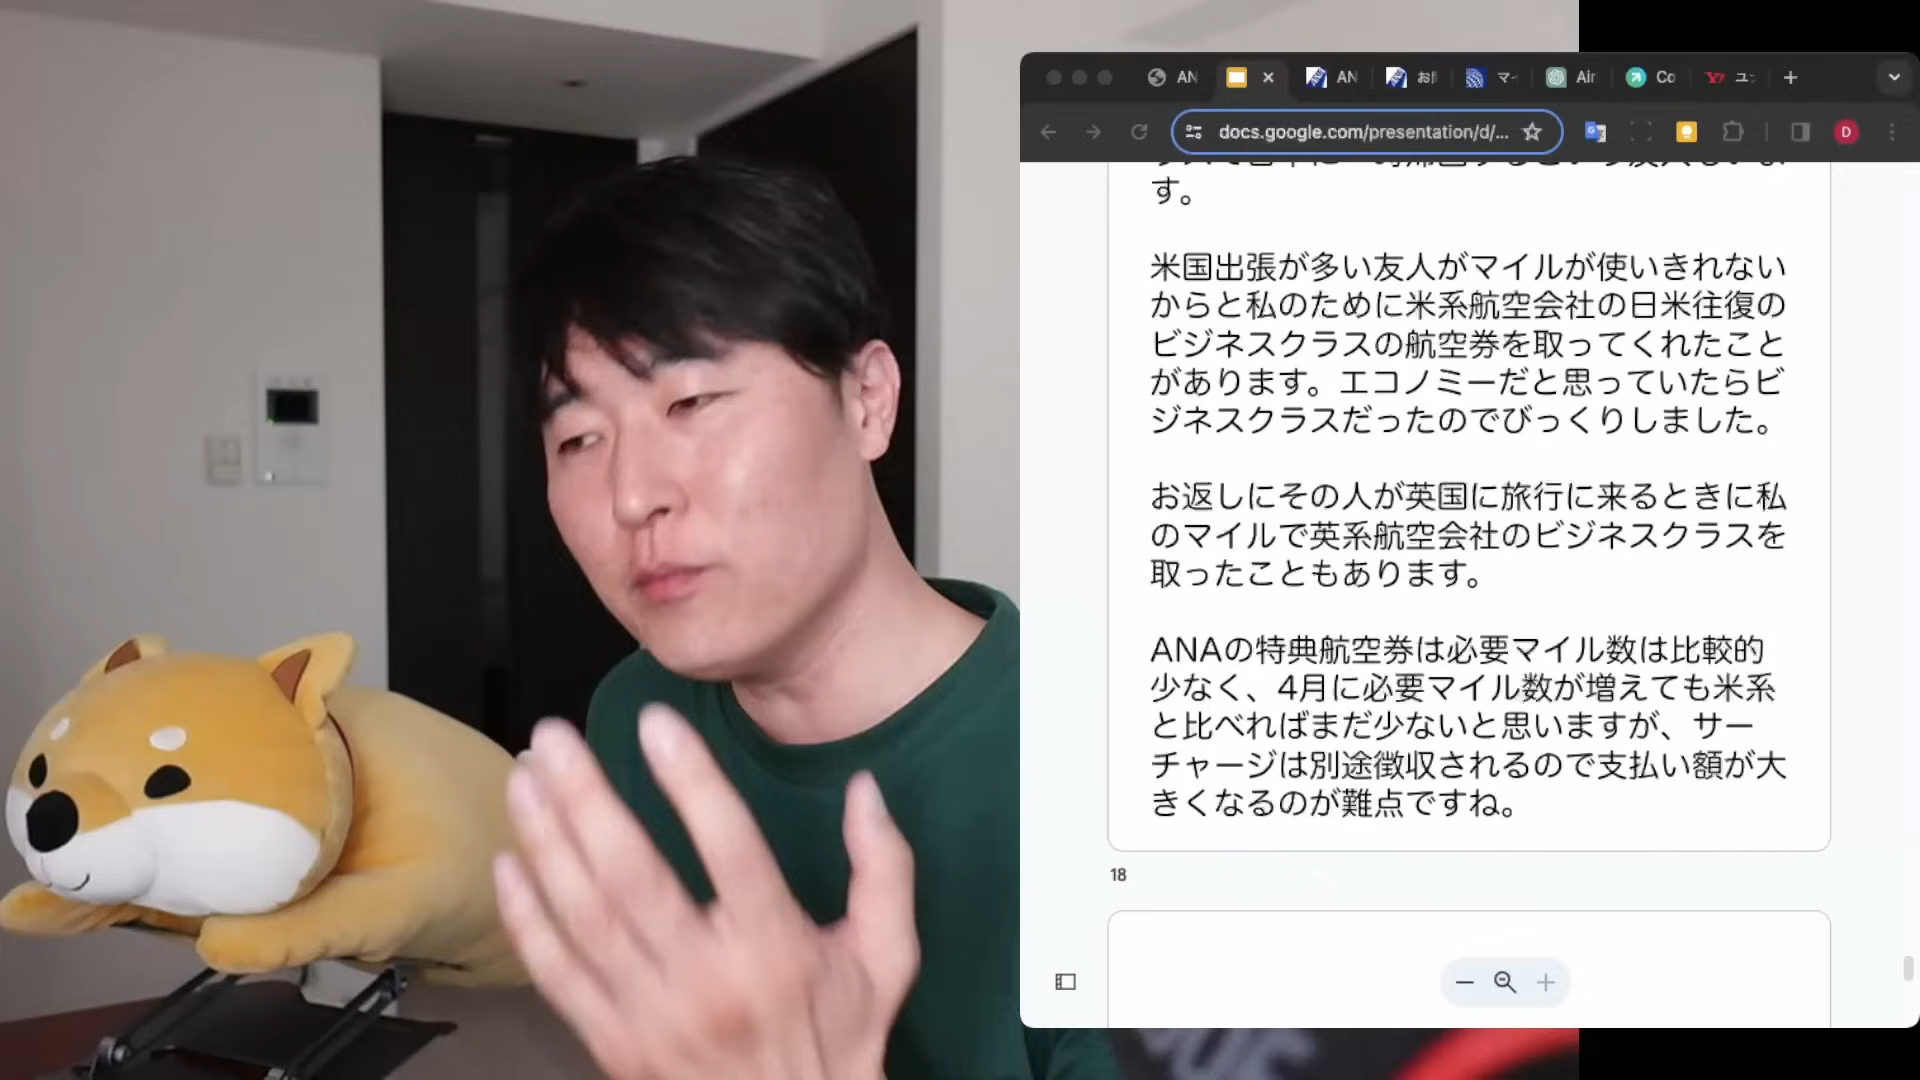 AN
AN
お
マ
Air
Co
ユ
docs.google.com/presentation/d/...
D
す。
米国出張が多い友人がマイルが使いきれない
からと私のために米系航空会社の日米往復の
ビジネスクラスの航空券を取ってくれたこと
があります。エコノミーだと思っていたらビ
ジネスクラスだったのでびっくりしました。
お返しにその人が英国に旅行に来るときに私
のマイルで英系航空会社のビジネスクラスを
取ったこともあります。
ANAの特典航空券は必要マイル数は比較的
少なく、4月に必要マイル数が増えても米系
と比べればまだ少ないと思いますが、サー
チャージは別途徴収されるので支払い額が大
きくなるのが難点ですね。
18